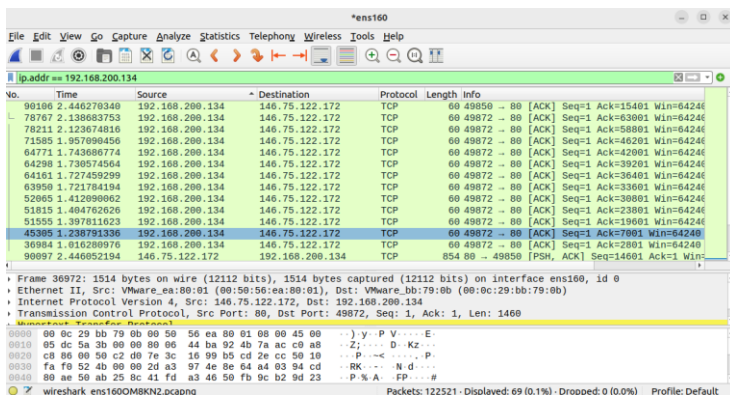 *ens160
File Edit View Go Capture Analyze Statistics Telephony Wireless Tools Help
ip.addr == 192.168.200.134
No. Time Source Destination Protocol Length Info
90106 2.446270340 192.168.200.134 146.75.122.172 TCP 60 49850 → 80 [ACK] Seq=1 Ack=15401 Win=64240
78767 2.138683753 192.168.200.134 146.75.122.172 TCP 60 49872 → 80 [ACK] Seq=1 Ack=63001 Win=64240
78211 2.123674816 192.168.200.134 146.75.122.172 TCP 60 49872 → 80 [ACK] Seq=1 Ack=58801 Win=64240
71585 1.957090456 192.168.200.134 146.75.122.172 TCP 60 49872 → 80 [ACK] Seq=1 Ack=46201 Win=64240
64771 1.743686774 192.168.200.134 146.75.122.172 TCP 60 49872 → 80 [ACK] Seq=1 Ack=42001 Win=64240
64298 1.730574564 192.168.200.134 146.75.122.172 TCP 60 49872 → 80 [ACK] Seq=1 Ack=39201 Win=64240
64161 1.727459299 192.168.200.134 146.75.122.172 TCP 60 49872 → 80 [ACK] Seq=1 Ack=36401 Win=64240
63950 1.721784194 192.168.200.134 146.75.122.172 TCP 60 49872 → 80 [ACK] Seq=1 Ack=33601 Win=64240
52065 1.412090062 192.168.200.134 146.75.122.172 TCP 60 49872 → 80 [ACK] Seq=1 Ack=30801 Win=64240
51815 1.404762626 192.168.200.134 146.75.122.172 TCP 60 49872 → 80 [ACK] Seq=1 Ack=23801 Win=64240
51555 1.397811623 192.168.200.134 146.75.122.172 TCP 60 49872 → 80 [ACK] Seq=1 Ack=19601 Win=64240
45305 1.238791336 192.168.200.134 146.75.122.172 TCP 60 49872 → 80 [ACK] Seq=1 Ack=7001 Win=64240
36984 1.016280976 192.168.200.134 146.75.122.172 TCP 60 49872 → 80 [ACK] Seq=1 Ack=2801 Win=64240
90097 2.446052194 146.75.122.172 192.168.200.134 TCP 854 80 → 49850 [PSH, ACK] Seq=14601 Ack=1 Win=
Frame 36972: 1514 bytes on wire (12112 bits), 1514 bytes captured (12112 bits) on interface ens160, id 0
Ethernet II, Src: VMware_ea:80:01 (00:50:56:ea:80:01), Dst: VMware_bb:79:0b (00:0c:29:bb:79:0b)
Internet Protocol Version 4, Src: 146.75.122.172, Dst: 192.168.200.134
Transmission Control Protocol, Src Port: 80, Dst Port: 49872, Seq: 1, Ack: 1, Len: 1460
Hypertext Transfer Protocol
0000 00 0c 29 bb 79 0b 00 50 56 ea 80 01 08 00 45 00 ··)·y··P V·····E·
0010 05 dc 5a 3b 00 00 80 06 44 ba 92 4b 7a ac c0 a8 ··Z;···· D··Kz···
0020 c8 86 00 50 c2 d0 7e 3c 16 99 b5 cd 2e cc 50 10 ···P··~< ····.·P·
0030 fa f0 52 4b 00 00 2d a3 97 4e 8e 64 a4 03 94 cd ··RK··-· ·N·d····
0040 80 ae 50 ab 25 8c 41 fd a3 46 50 fb 9c b2 9d 23 ··P·%·A· ·FP····#
wireshark_ens160OM8KN2.pcapng Packets: 122521 · Displayed: 69 (0.1%) · Dropped: 0 (0.0%) Profile: Default